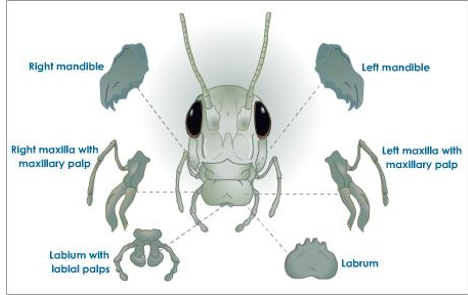 Right mandible
Left mandible
Right maxilla with
maxillary palp
Left maxilla with
maxillary palp
Labium with
labial palps
Labrum